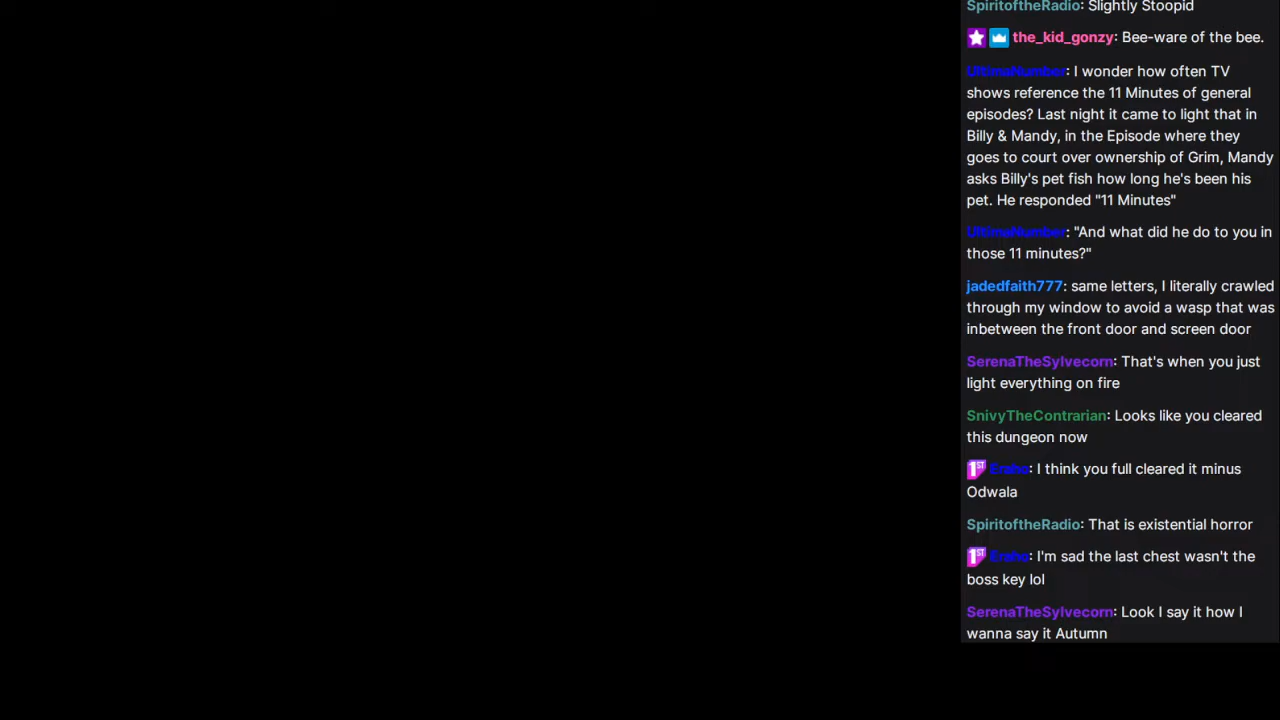 SpiritoftheRadio: Slightly Stoopid
the_kid_gonzy: Bee-ware of the bee.
UltimaNumber: I wonder how often TV
shows reference the 11 Minutes of general
episodes? Last night it came to light that in
Billy & Mandy, in the Episode where they
goes to court over ownership of Grim, Mandy
asks Billy's pet fish how long he's been his
pet. He responded "11 Minutes"
UltimaNumber: "And what did he do to you in
those 11 minutes?"
jadedfaith777: same letters, I literally crawled
through my window to avoid a wasp that was
inbetween the front door and screen door
SerenaTheSylvecorn: That's when you just
light everything on fire
SnivyTheContrarian: Looks like you cleared
this dungeon now
1ST : I think you full cleared it minus
Odwala
SpiritoftheRadio: That is existential horror
1ST : I'm sad the last chest wasn't the
boss key lol
SerenaTheSylvecorn: Look I say it how I
wanna say it Autumn